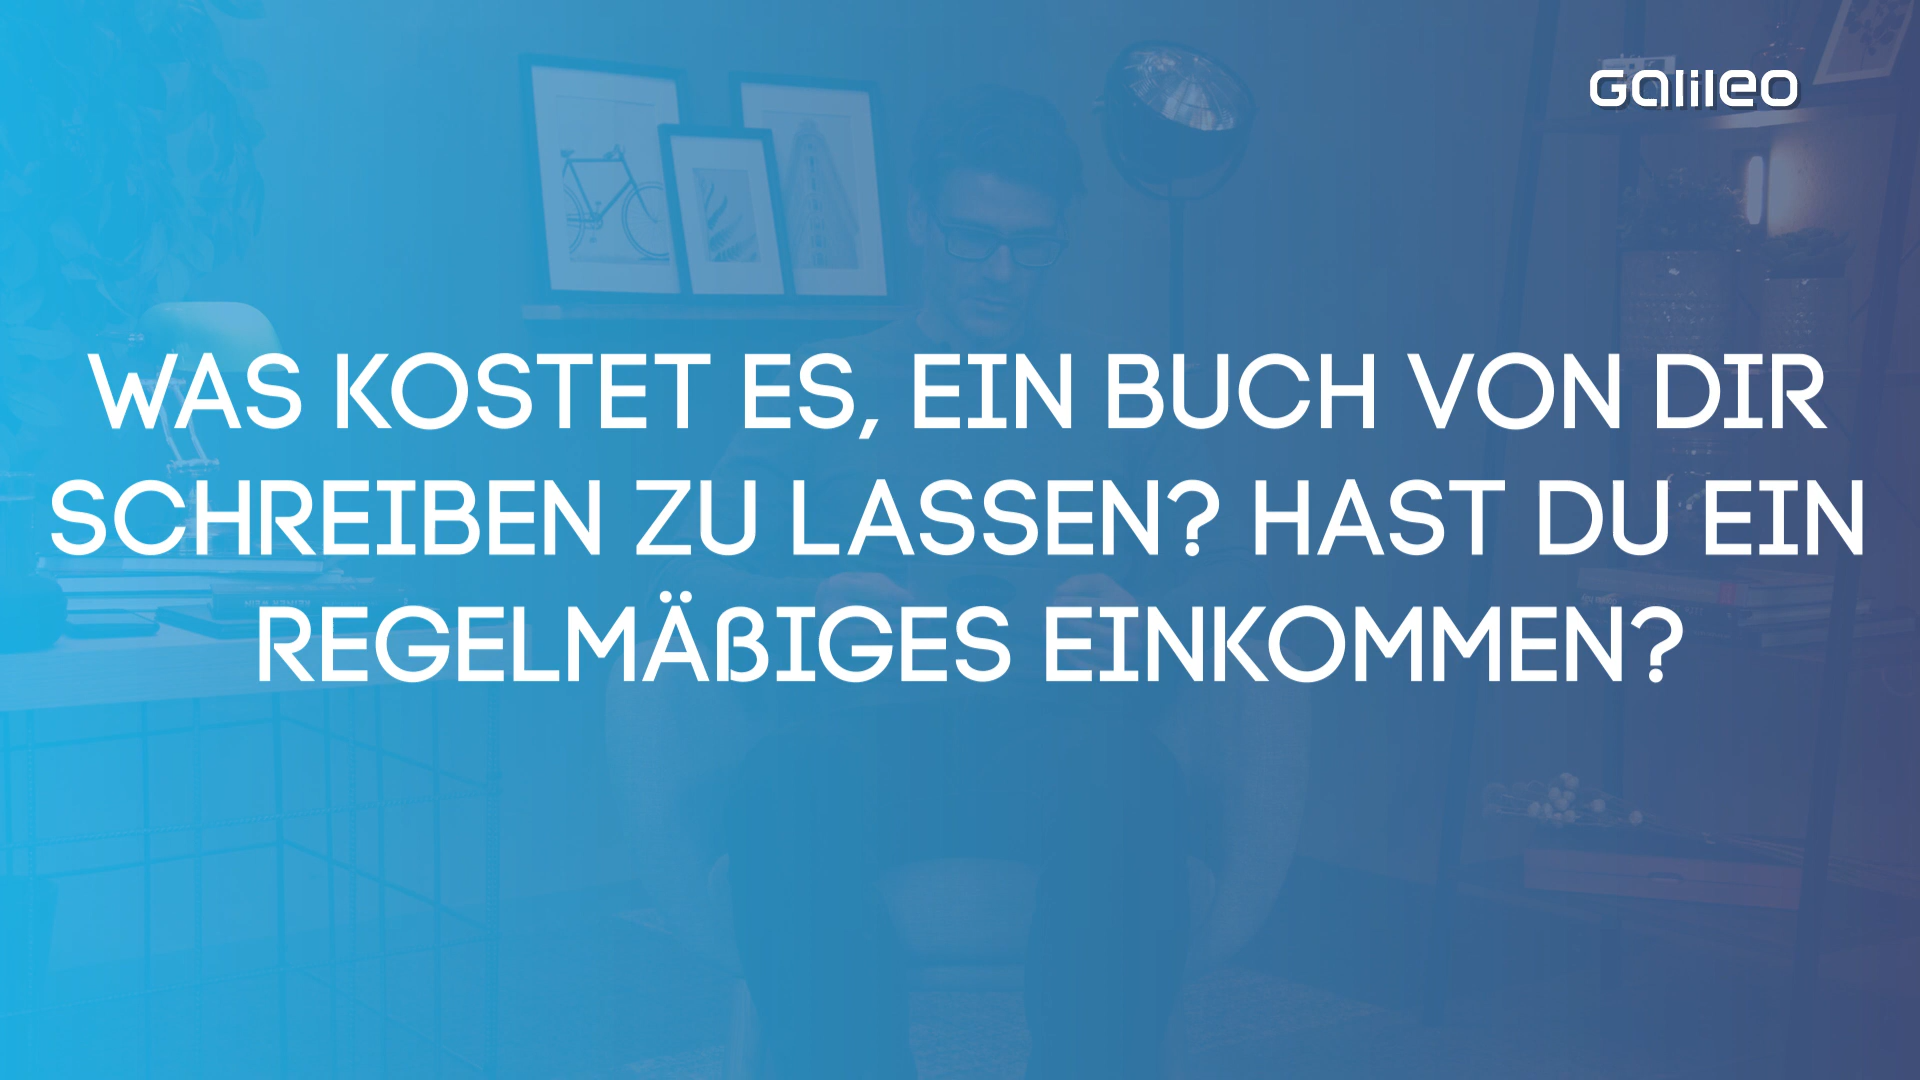 Galileo
WAS KOSTET ES, EIN BUCH VON DIR
SCHREIBEN ZU LASSEN? HAST DU EIN
REGELMÄßIGES EINKOMMEN?